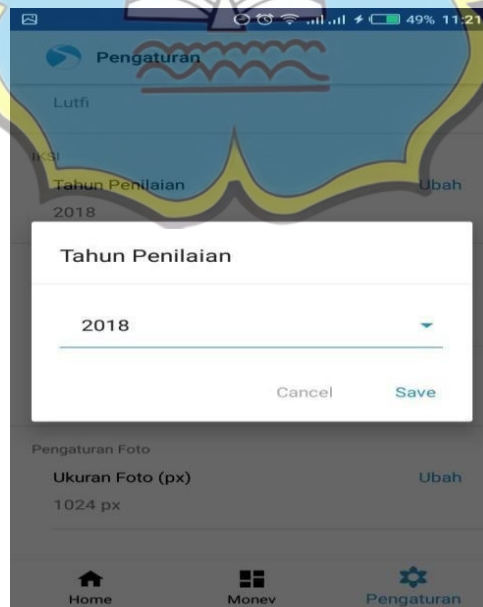 49% 11:21
Pengaturan
Lutfi
IKSI
Tahun Penilaian Ubah
2018
Tahun Penilaian
2018
Cancel Save
Pengaturan Foto
Ukuran Foto (px) Ubah
1024 px
Home Monev Pengaturan